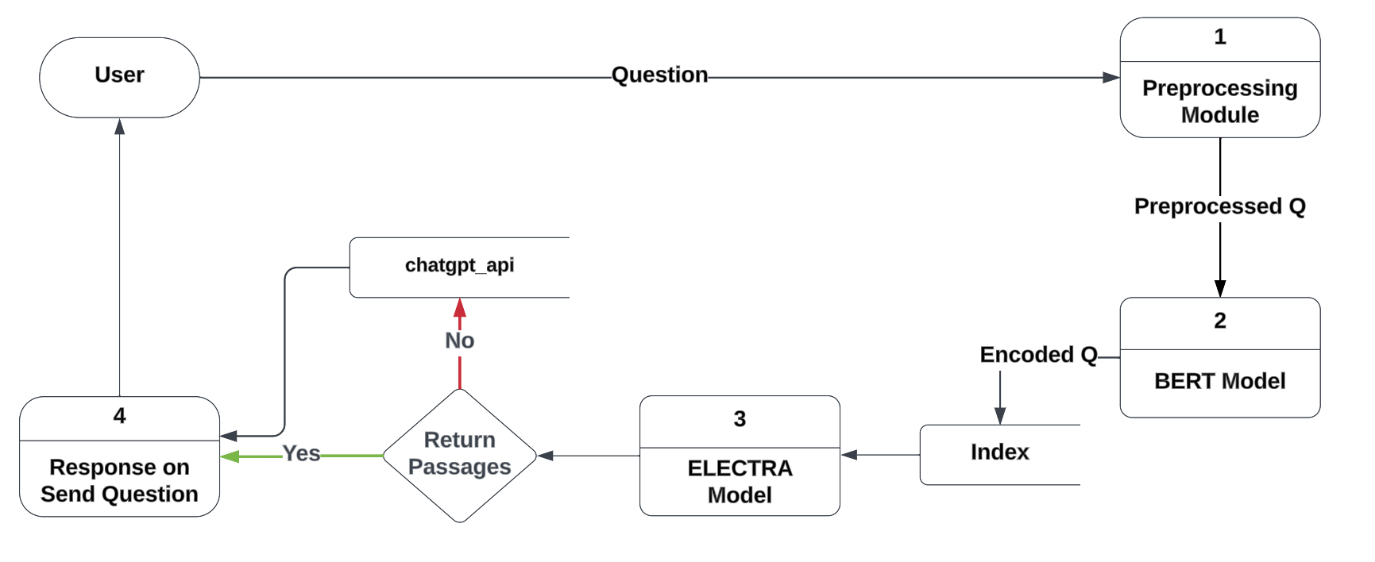 User
Question
1
Preprocessing
Module
Preprocessed Q
2
BERT Model
Encoded Q
Index
3
ELECTRA
Model
Return
Passages
No
chatgpt_api
Yes
4
Response on
Send Question